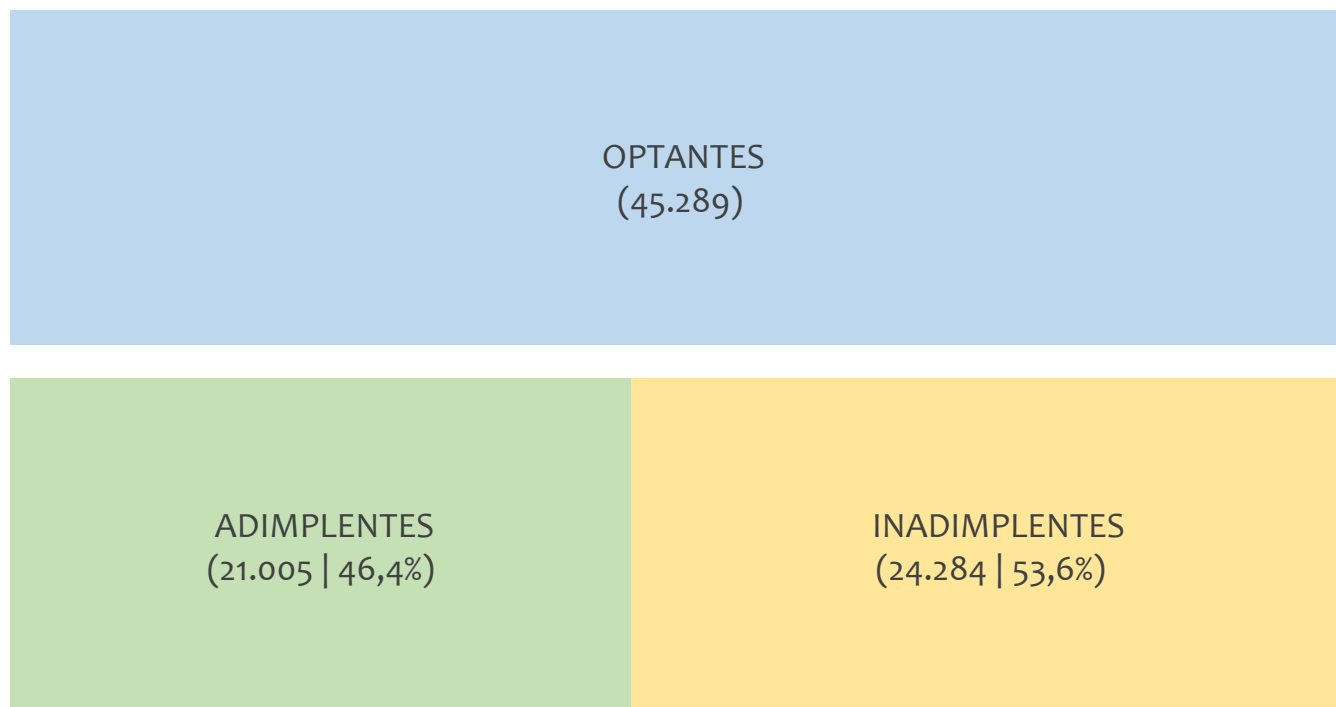 OPTANTES
(45.289)
ADIMPLENTES
(21.005 | 46,4%)
INADIMPLENTES
(24.284 | 53,6%)